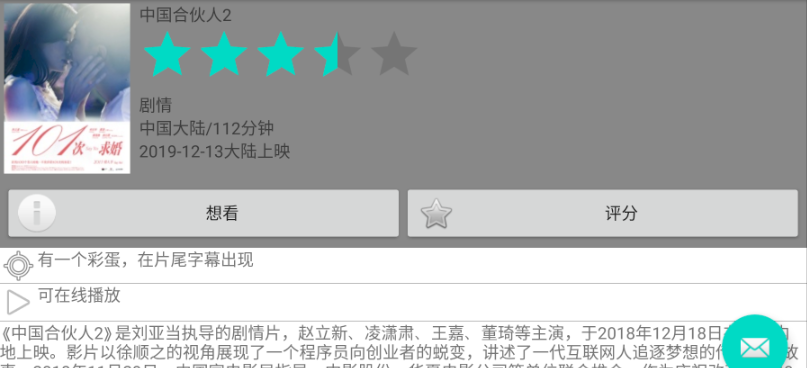 中国合伙人2
101次求婚
剧情
中国大陆/112分钟
2019-12-13大陆上映
想看
评分
有一个彩蛋，在片尾字幕出现
可在线播放
《中国合伙人2》是刘亚当执导的剧情片，赵立新、凌潇肃、王嘉、董琦等主演，于2018年12月18日
地上映。影片以徐顺之的视角展现了一个程序员向创业者的蜕变，讲述了一代互联网人追逐梦想的